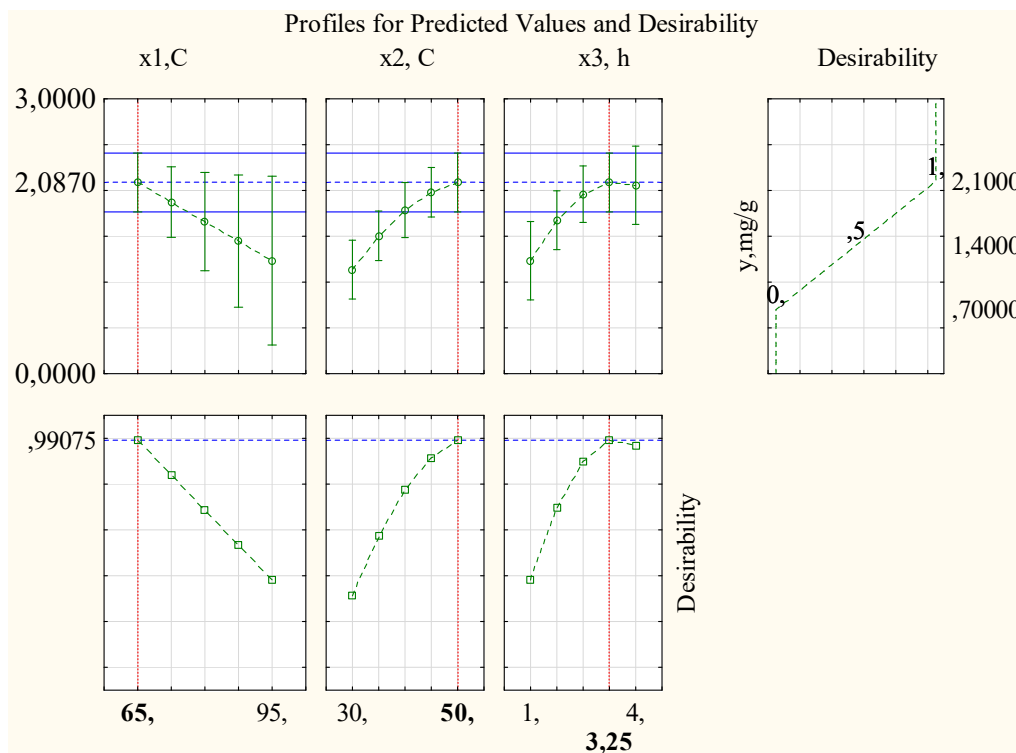 Profiles for Predicted Values and Desirability
x1,C x2, C x3, h Desirability
3,0000
2,0870
0,0000
1,
,5
0,
y,mg/g
2,1000
1,4000
,70000
,99075
Desirability
65, 95, 30, 50, 1, 4,
3,25